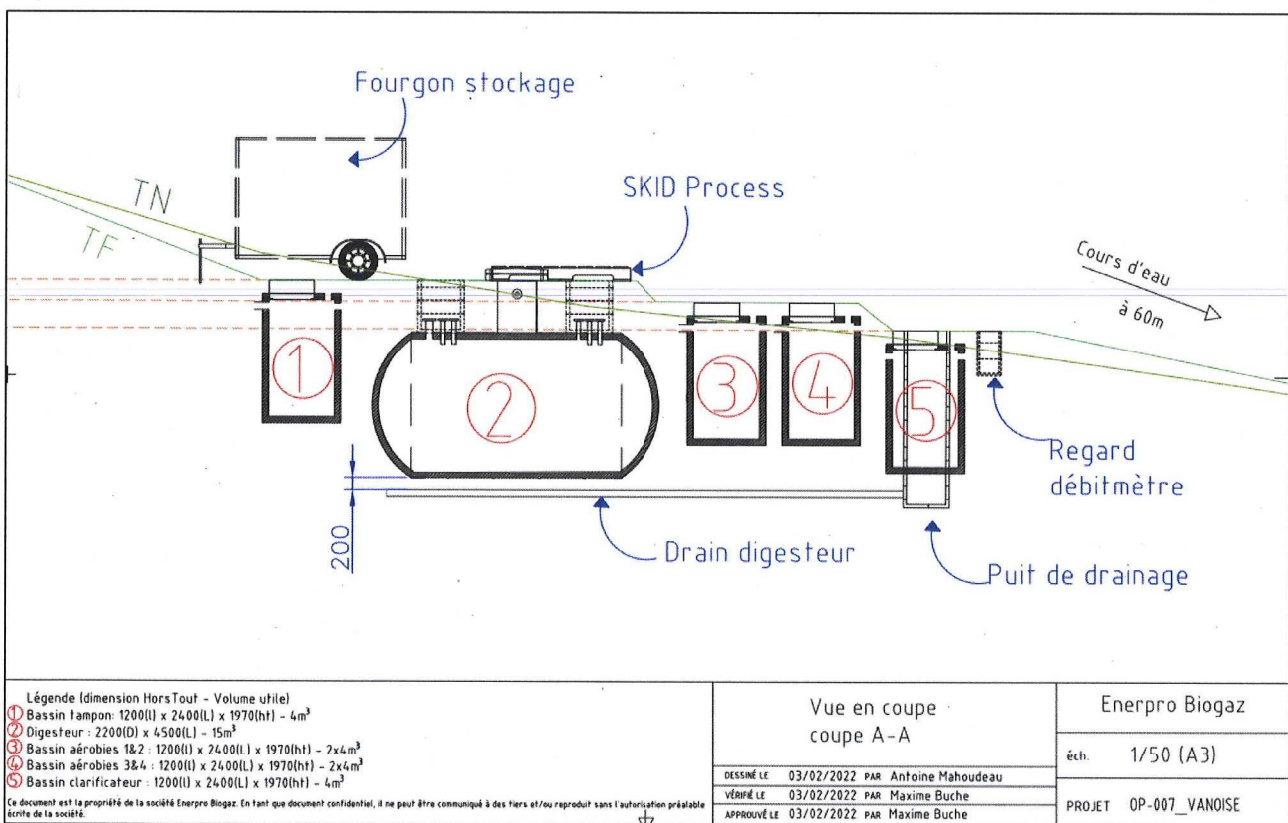 Fourgon stockage
TN
TF
SKID Process
Cours d'eau
à 60m
1
2
3
4
5
Regard
débitmètre
200
Drain digesteur
Puit de drainage
Légende (dimension HorsTout - Volume utile)
1 Bassin tampon: 1200(l) x 2400(L) x 1970(ht) - 4m³
2 Digesteur : 2200(D) x 4500(L) - 15m³
3 Bassin aérobies 1&2 : 1200(l) x 2400(L) x 1970(ht) - 2x4m³
4 Bassin aérobies 3&4 : 1200(l) x 2400(L) x 1970(ht) - 2x4m³
5 Bassin clarificateur : 1200(l) x 2400(L) x 1970(ht) - 4m³
Ce document est la propriété de la société Enerpro Biogaz. En tant que document confidentiel, il ne peut être communiqué à des tiers et/ou reproduit sans l'autorisation préalable
écrite de la société.
Vue en coupe
coupe A-A
DESSINÉ LE 03/02/2022 PAR Antoine Mahoudeau
VÉRIFIÉ LE 03/02/2022 PAR Maxime Buche
APPROUVÉ LE 03/02/2022 PAR Maxime Buche
Enerpro Biogaz
éch. 1/50 (A3)
PROJET OP-007_VANOISE